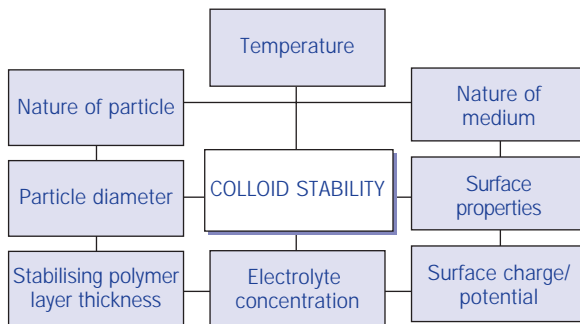 Temperature
Nature of particle
Nature of
medium
Particle diameter
COLLOID STABILITY
Surface
properties
Stabilising polymer
layer thickness
Electrolyte
concentration
Surface charge/
potential